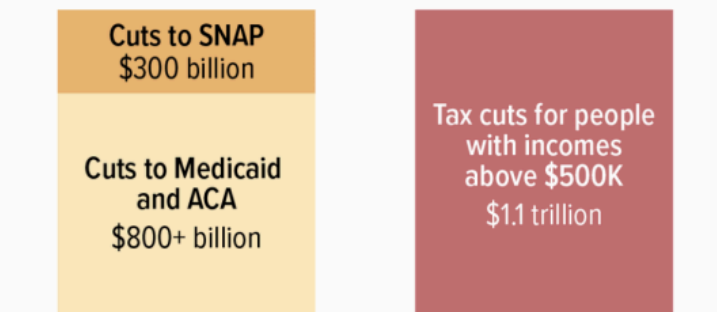 Cuts to SNAP
$300 billion
Cuts to Medicaid
and ACA
$800+ billion
Tax cuts for people
with incomes
above $500K
$1.1 trillion